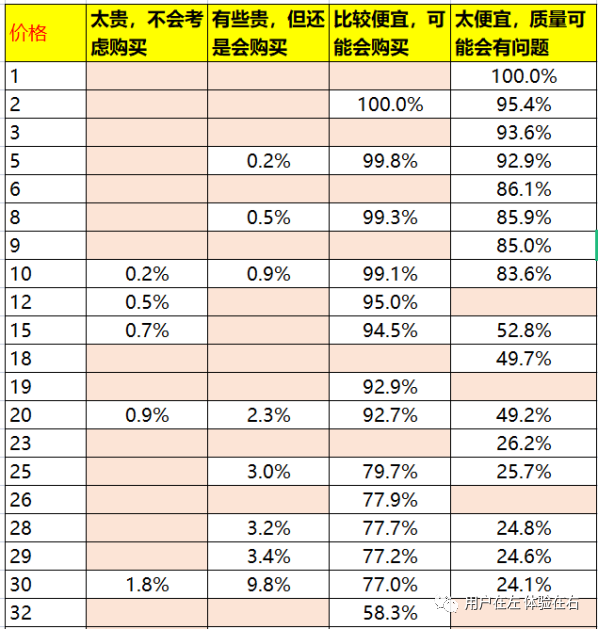 价格 太贵，不会考虑购买 有些贵，但还是会购买 比较便宜，可能会购买 太便宜，质量可能会有问题
1 100.0%
2 100.0% 95.4%
3 93.6%
5 0.2% 99.8% 92.9%
6 86.1%
8 0.5% 99.3% 85.9%
9 85.0%
10 0.2% 0.9% 99.1% 83.6%
12 0.5% 95.0%
15 0.7% 94.5% 52.8%
18 49.7%
19 92.9%
20 0.9% 2.3% 92.7% 49.2%
23 26.2%
25 3.0% 79.7% 25.7%
26 77.9%
28 3.2% 77.7% 24.8%
29 3.4% 77.2% 24.6%
30 1.8% 9.8% 77.0% 24.1%
32 58.3%
用户在左 体验在右